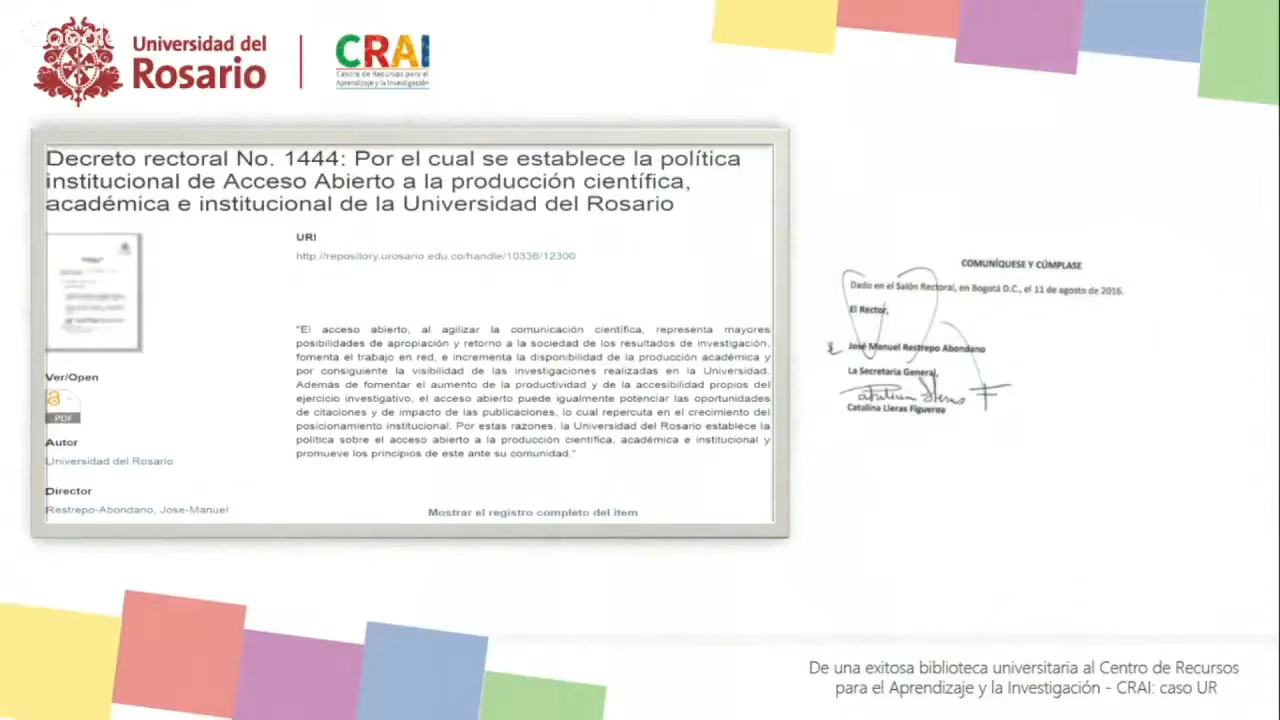 Google
Universidad del
Rosario
CRAI
Centro de Recursos para el
Aprendizaje y la Investigación
Decreto rectoral No. 1444: Por el cual se establece la política
institucional de Acceso Abierto a la producción científica,
académica e institucional de la Universidad del Rosario
URI
http://repository.urosario.edu.co/handle/10336/12300
"El acceso abierto, al agilizar la comunicación científica, representa mayores
posibilidades de apropiación y retorno a la sociedad de los resultados de investigación,
fomenta el trabajo en red, e incrementa la disponibilidad de la producción académica y
por consiguiente la visibilidad de las investigaciones realizadas en la Universidad.
Además de fomentar el aumento de la productividad y de la accesibilidad propios del
ejercicio investigativo, el acceso abierto puede igualmente potenciar las oportunidades
de citaciones y de impacto de las publicaciones, lo cual repercuta en el crecimiento del
posicionamiento institucional. Por estas razones, la Universidad del Rosario establece la
política sobre el acceso abierto a la producción científica, académica e institucional y
promueve los principios de este ante su comunidad."
Ver/Open
PDF
Autor
Universidad del Rosario
Director
Restrepo-Abondano, Jose-Manuel
Mostrar el registro completo del ítem
COMUNÍQUESE Y CÚMPLASE
Dado en el Salón Rectoral, en Bogotá D.C., el 11 de agosto de 2016.
El Rector,
José Manuel Restrepo Abondano
La Secretaria General,
Catalina Lleras Figueroa
De una exitosa biblioteca universitaria al Centro de Recursos
para el Aprendizaje y la Investigación - CRAI: caso UR